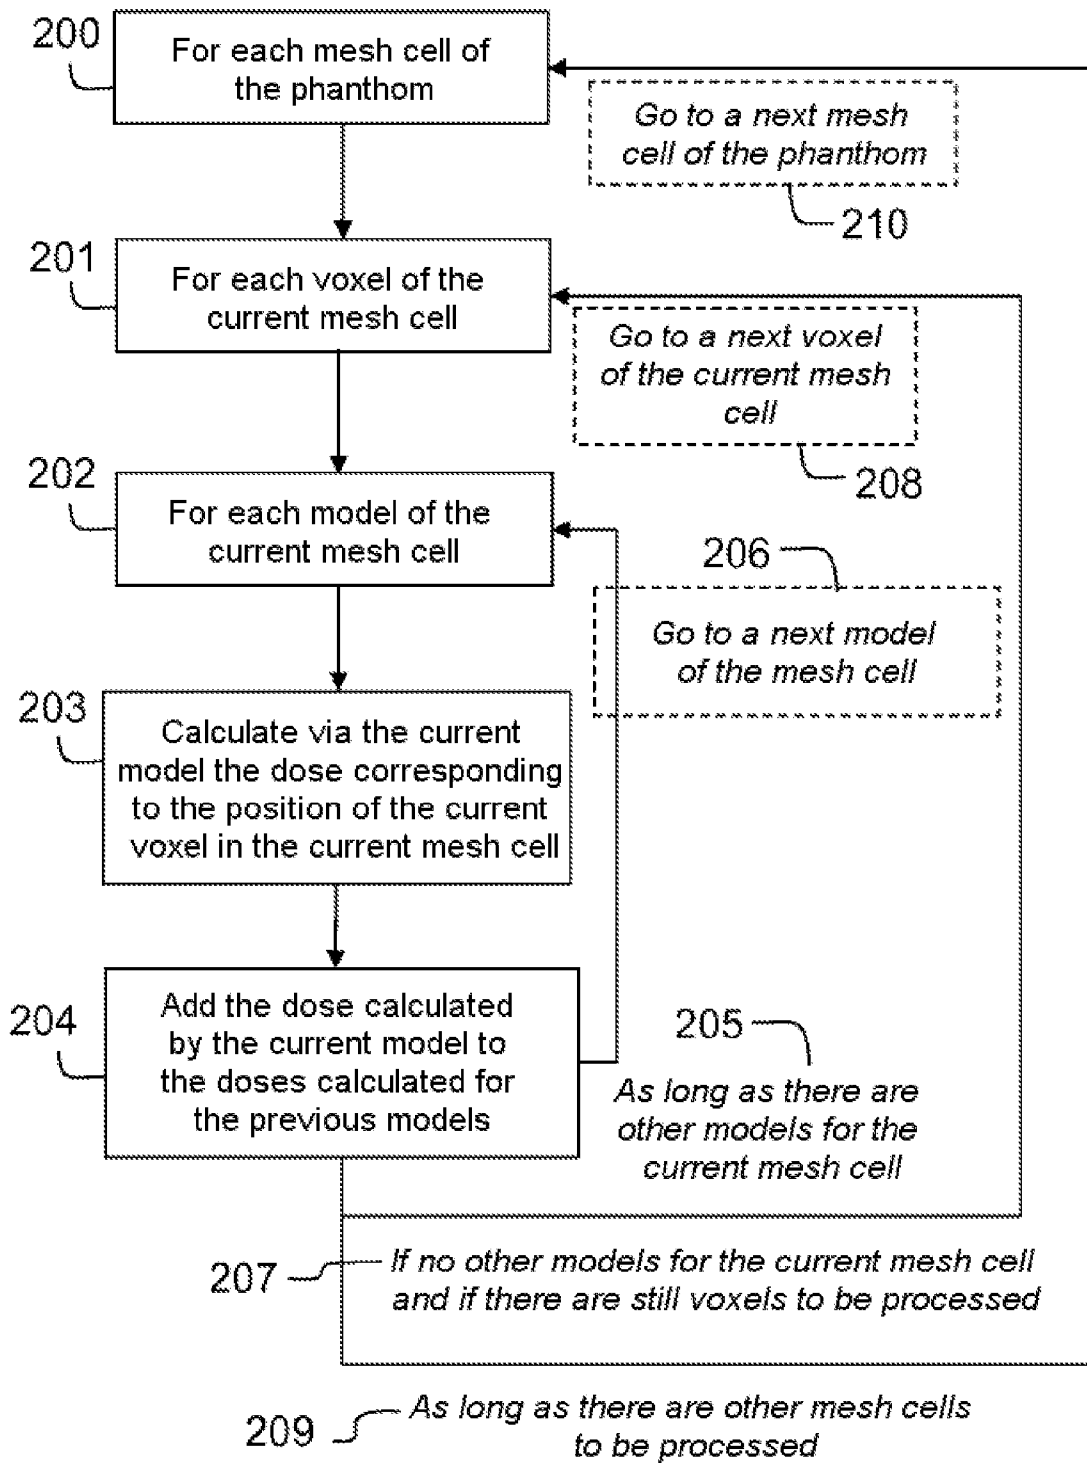 200
For each mesh cell of
the phanthom
Go to a next mesh
cell of the phanthom
210
201
For each voxel of the
current mesh cell
Go to a next voxel
of the current mesh
cell
208
202
For each model of the
current mesh cell
206
Go to a next model
of the mesh cell
203
Calculate via the current
model the dose corresponding
to the position of the current
voxel in the current mesh cell
204
Add the dose calculated
by the current model to
the doses calculated for
the previous models
205
As long as there are
other models for the
current mesh cell
207
If no other models for the current mesh cell
and if there are still voxels to be processed
209
As long as there are other mesh cells
to be processed